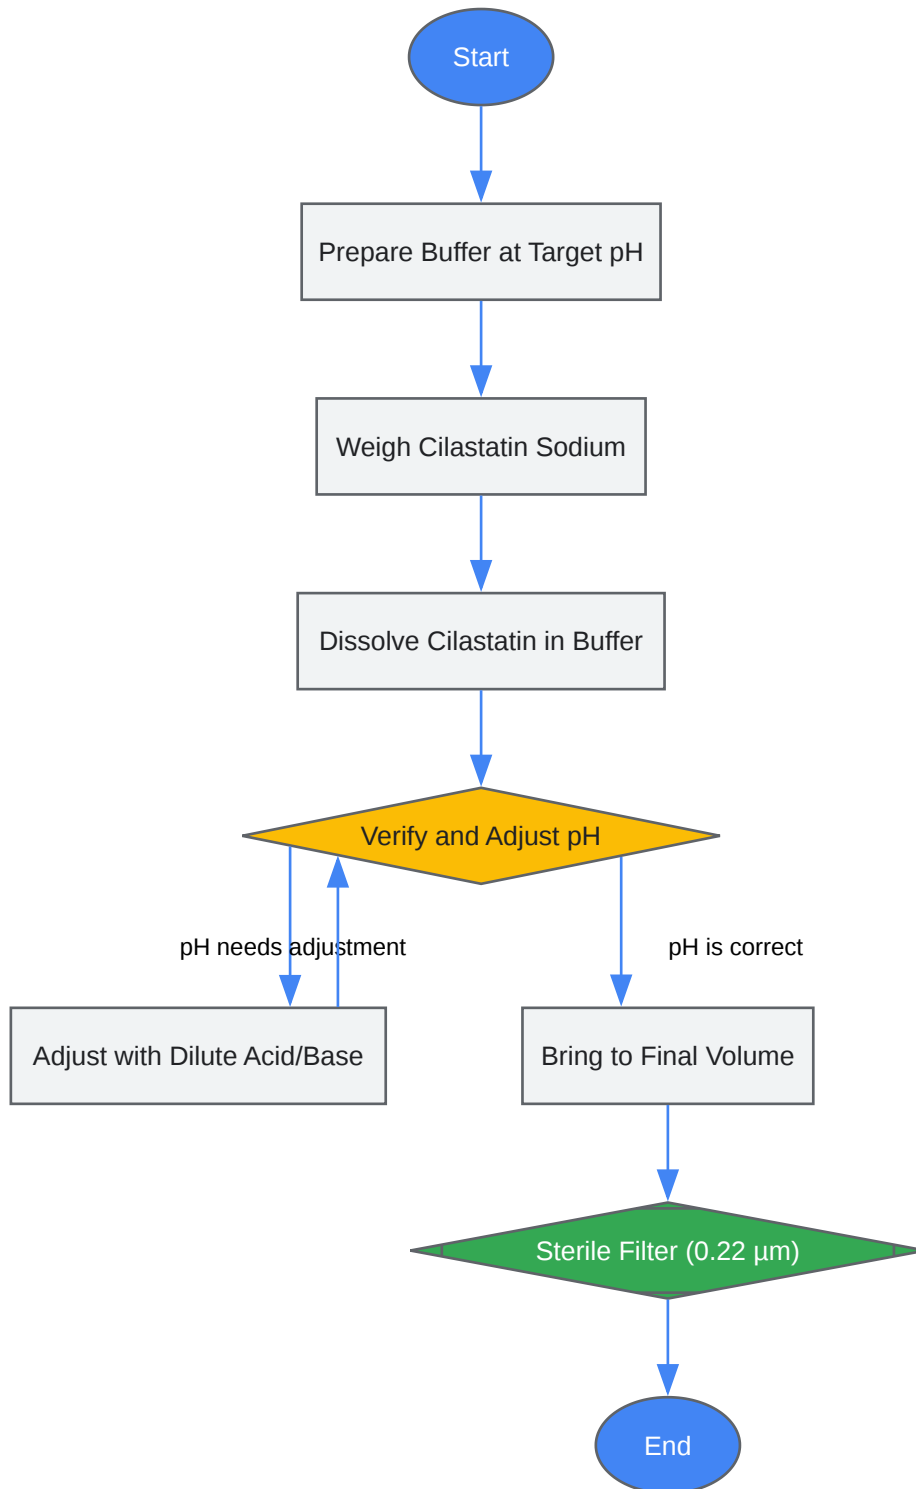 Start
Prepare Buffer at Target pH
Weigh Cilastatin Sodium
Dissolve Cilastatin in Buffer
Verify and Adjust pH
pH needs adjustment
pH is correct
Adjust with Dilute Acid/Base
Bring to Final Volume
Sterile Filter (0.22 µm)
End